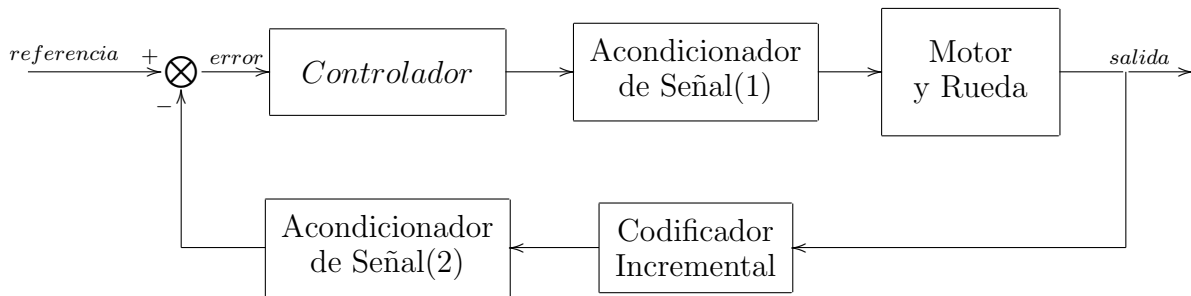 referencia
+
−
error
Controlador
Acondicionador
de Señal(1)
Motor
y Rueda
salida
Acondicionador
de Señal(2)
Codificador
Incremental